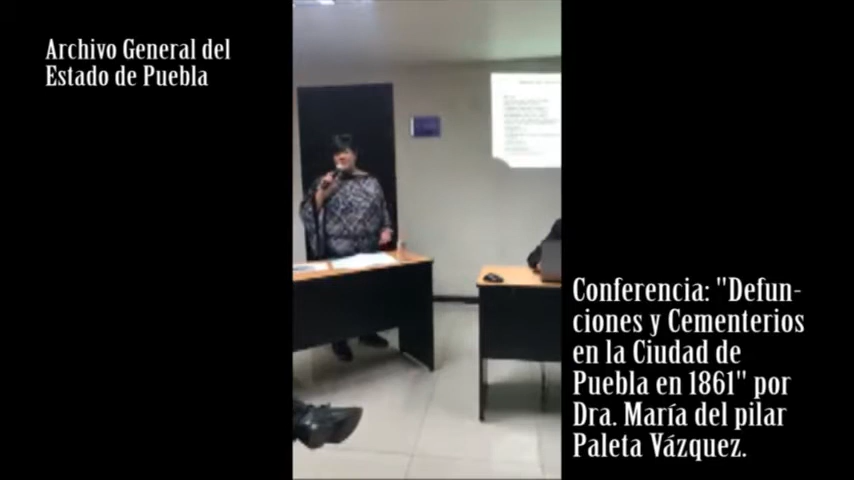 Archivo General del
Estado de Puebla
Conferencia: "Defun-
ciones y Cementerios
en la Ciudad de
Puebla en 1861" por
Dra. María del pilar
Paleta Vázquez.